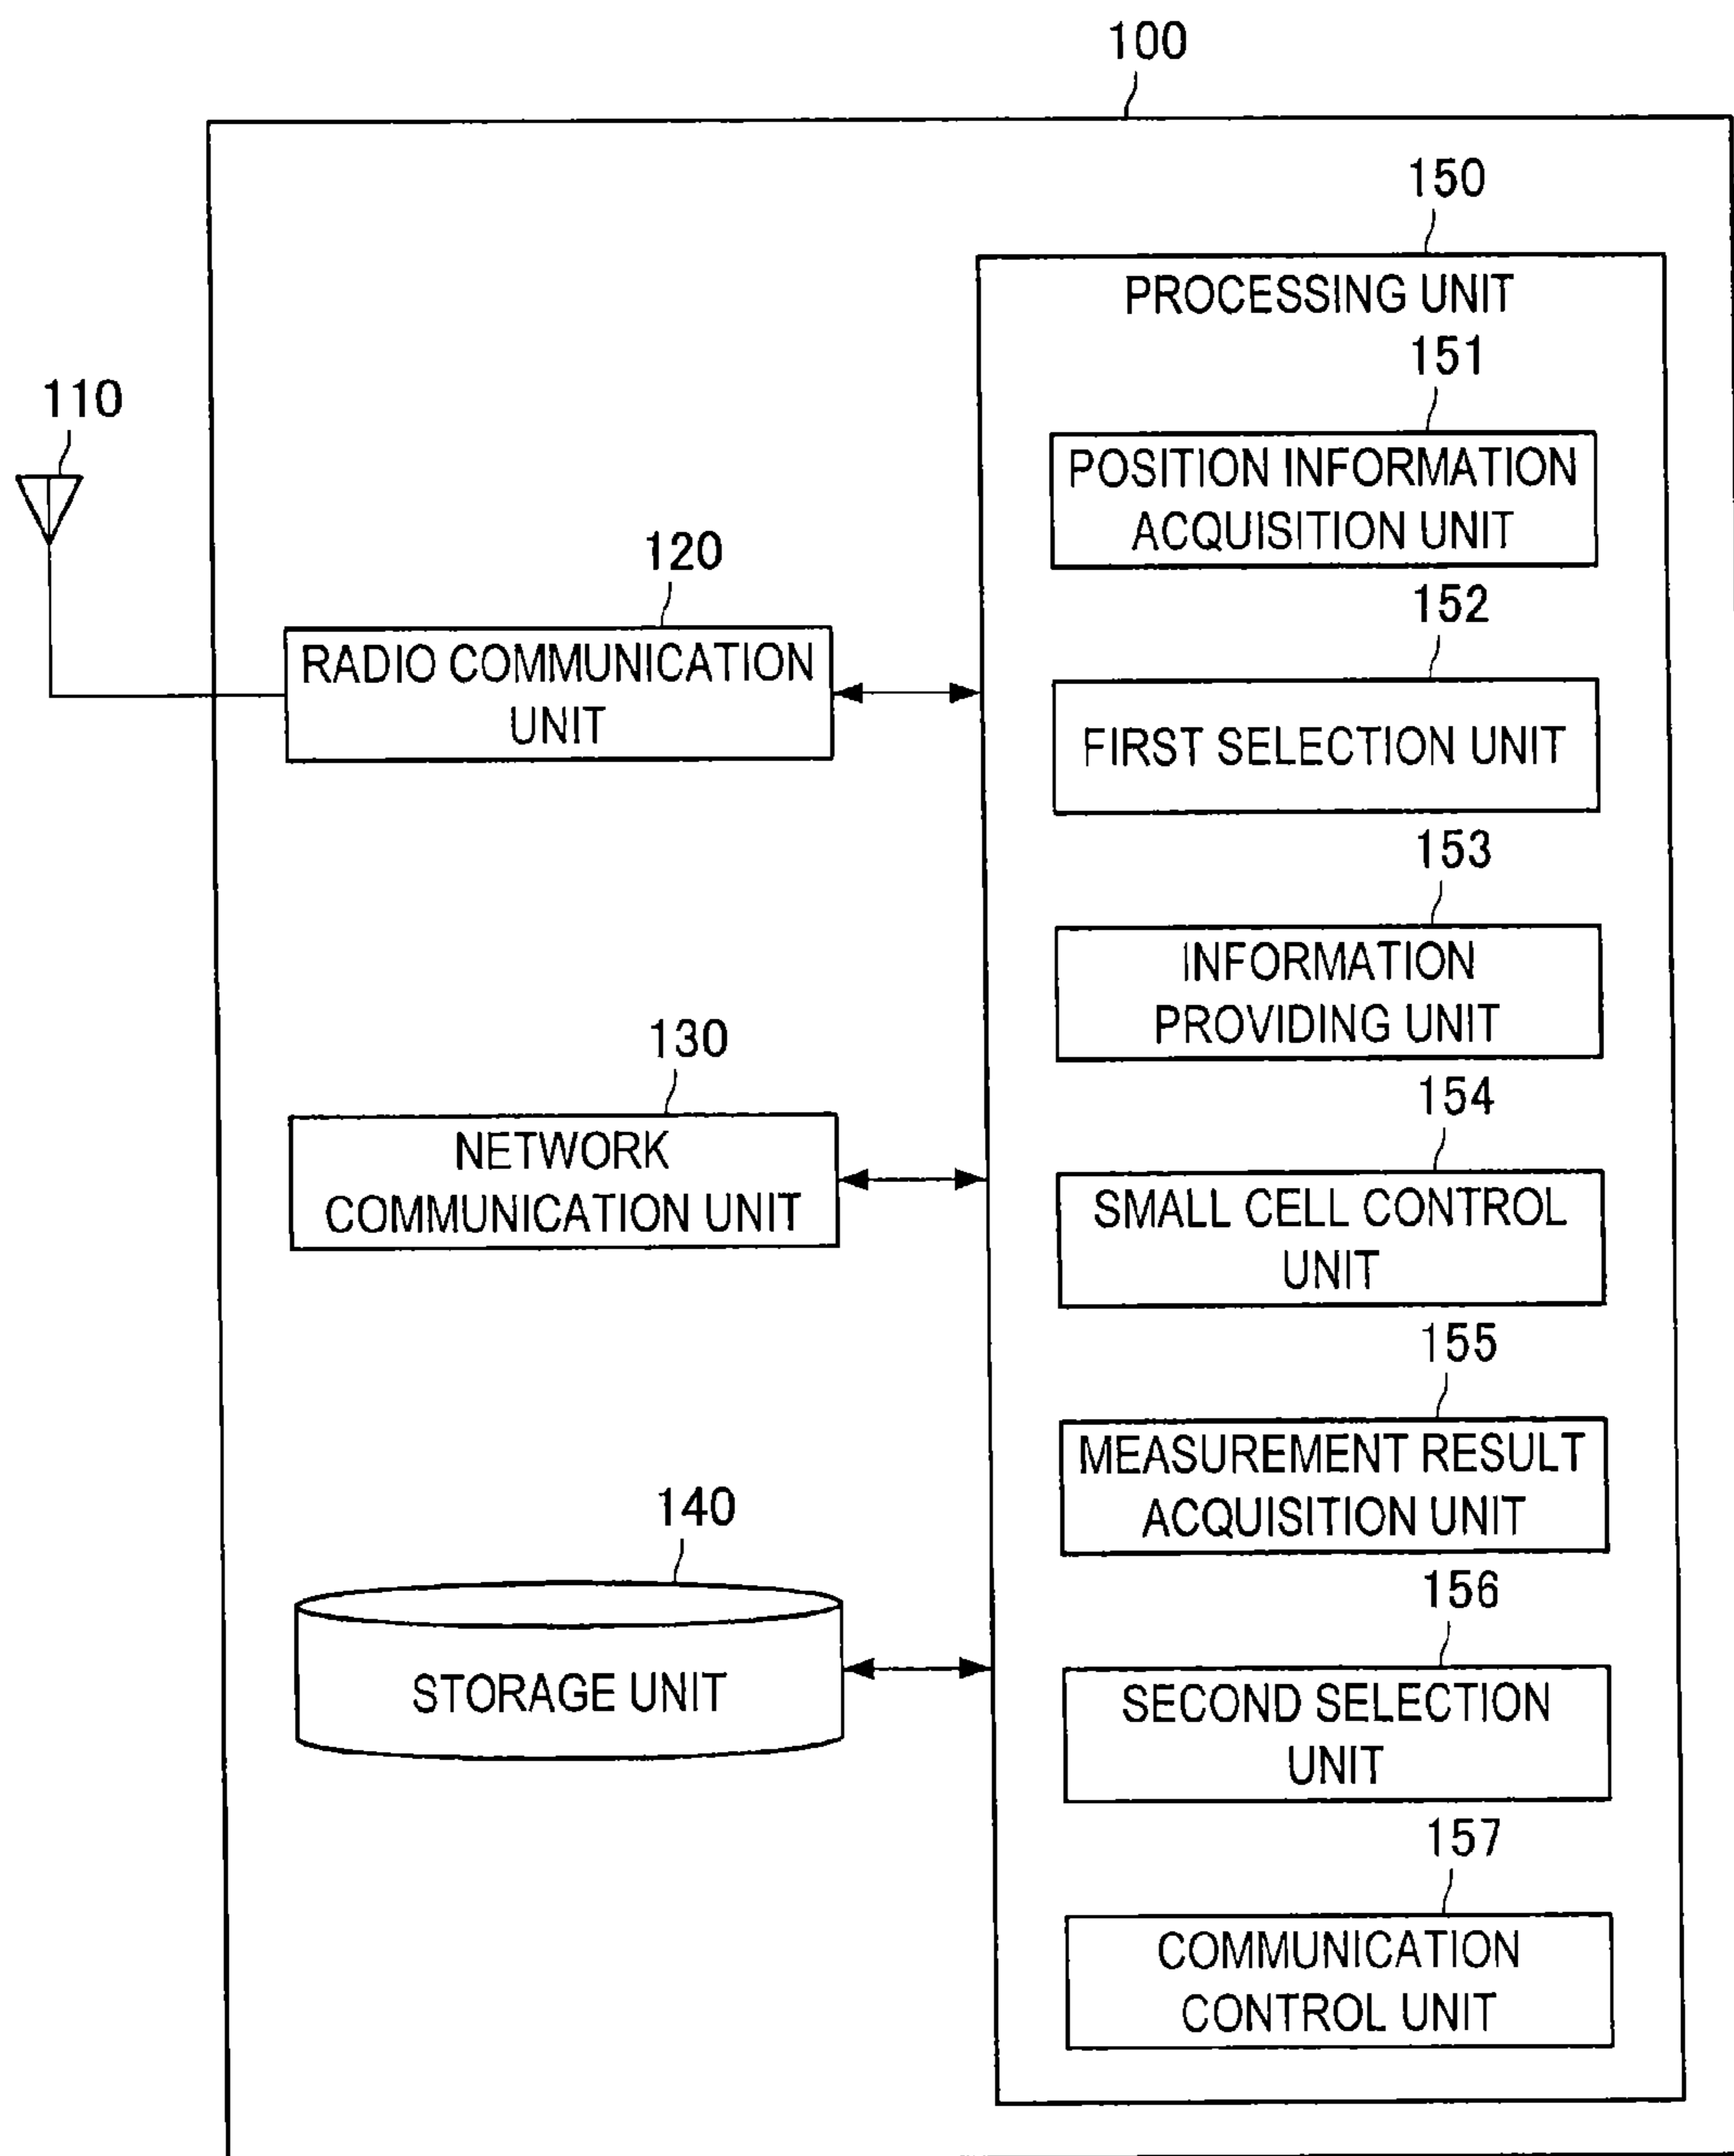 100
150
PROCESSING UNIT
151
POSITION INFORMATION
ACQUISITION UNIT
110
120
RADIO COMMUNICATION
UNIT
152
FIRST SELECTION UNIT
153
INFORMATION
PROVIDING UNIT
130
NETWORK
COMMUNICATION UNIT
154
SMALL CELL CONTROL
UNIT
155
MEASUREMENT RESULT
ACQUISITION UNIT
140
STORAGE UNIT
156
SECOND SELECTION
UNIT
157
COMMUNICATION
CONTROL UNIT